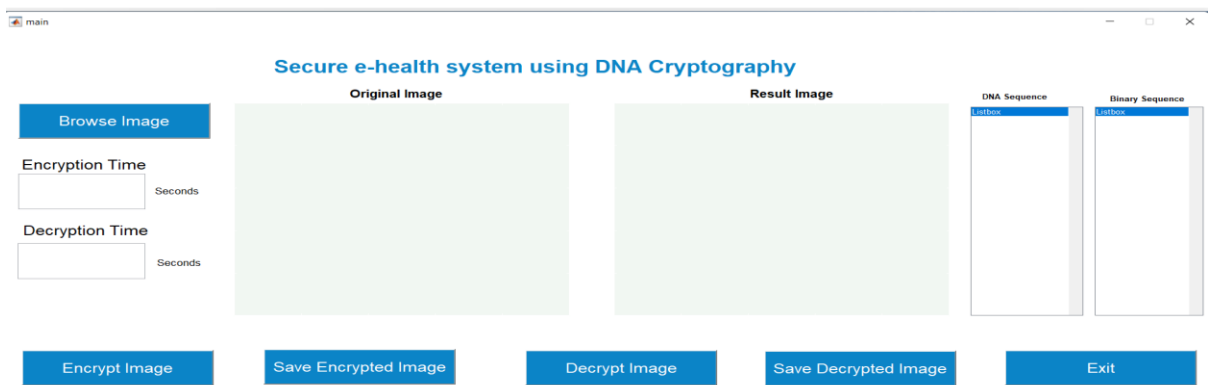 main
Secure e-health system using DNA Cryptography
Original Image
Result Image
DNA Sequence
Binary Sequence
Browse Image
Listbox
Listbox
Encryption Time
Seconds
Decryption Time
Seconds
Encrypt Image
Save Encrypted Image
Decrypt Image
Save Decrypted Image
Exit